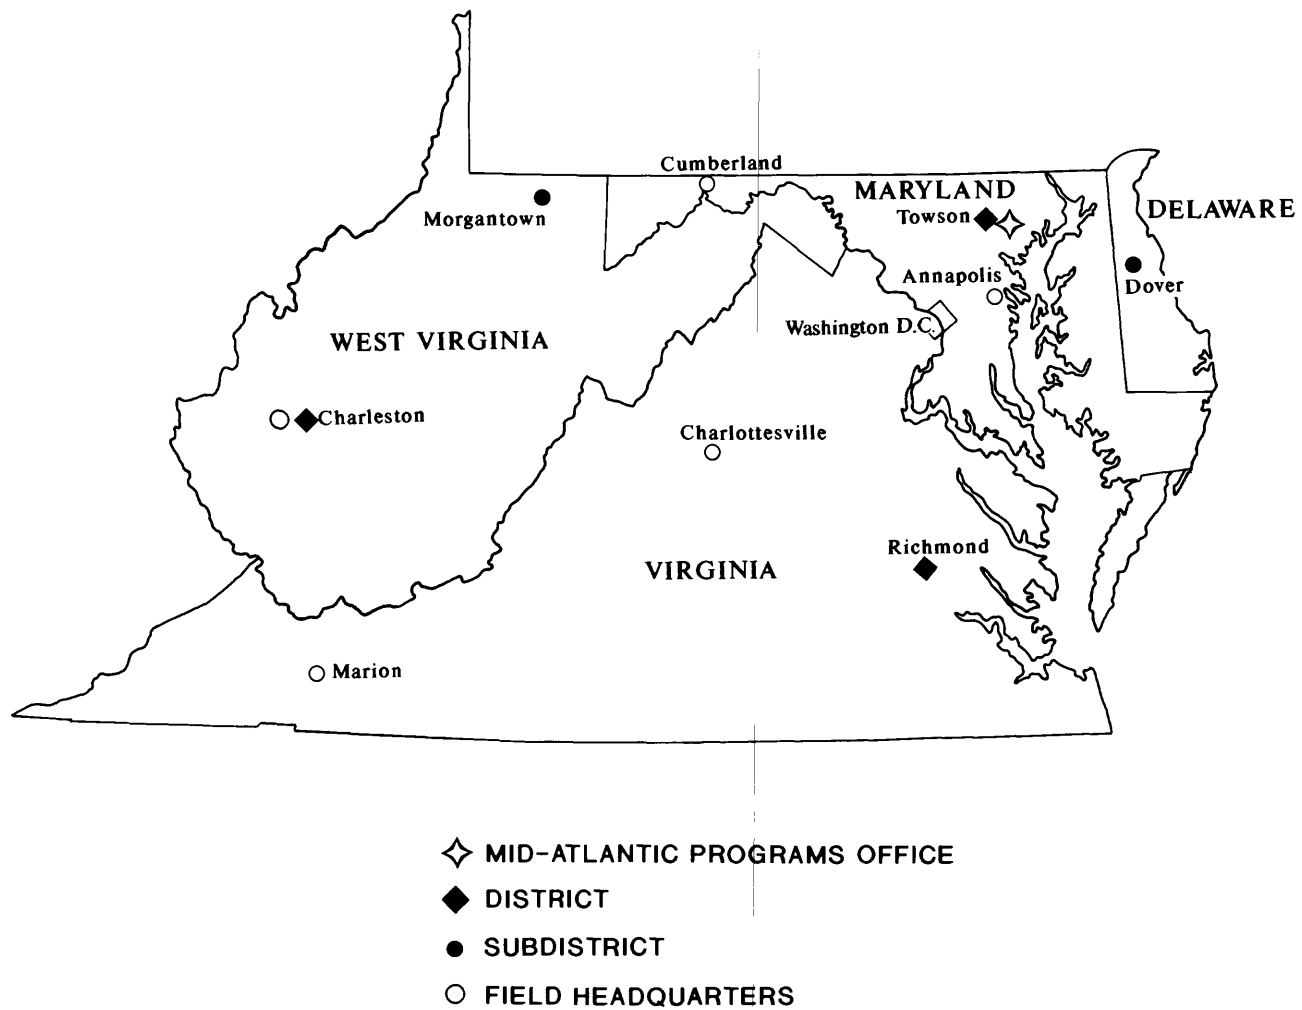 Cumberland
MARYLAND
DELAWARE
Morgantown
Towson
Annapolis
Dover
Washington D.C.
WEST VIRGINIA
Charleston
Charlottesville
Richmond
VIRGINIA
Marion
MID-ATLANTIC PROGRAMS OFFICE
DISTRICT
SUBDISTRICT
FIELD HEADQUARTERS